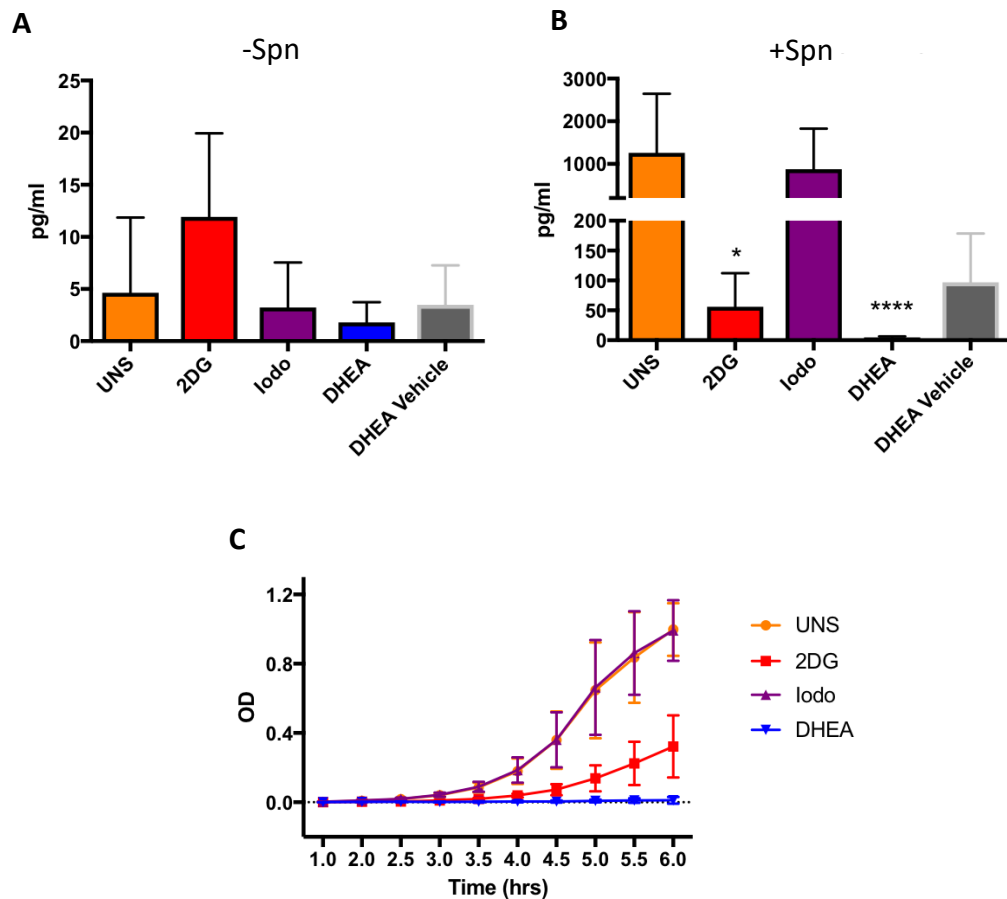 A
-Spn
pg/ml
25
20
15
10
5
0
UNS
2DG
Iodo
DHEA
DHEA Vehicle
B
+Spn
pg/ml
3000
2000
1000
200
150
100
50
0
*
****
UNS
2DG
Iodo
DHEA
DHEA Vehicle
C
OD
1.2
0.8
0.4
0.0
1.0 2.0 2.5 3.0 3.5 4.0 4.5 5.0 5.5 6.0
Time (hrs)
UNS
2DG
Iodo
DHEA